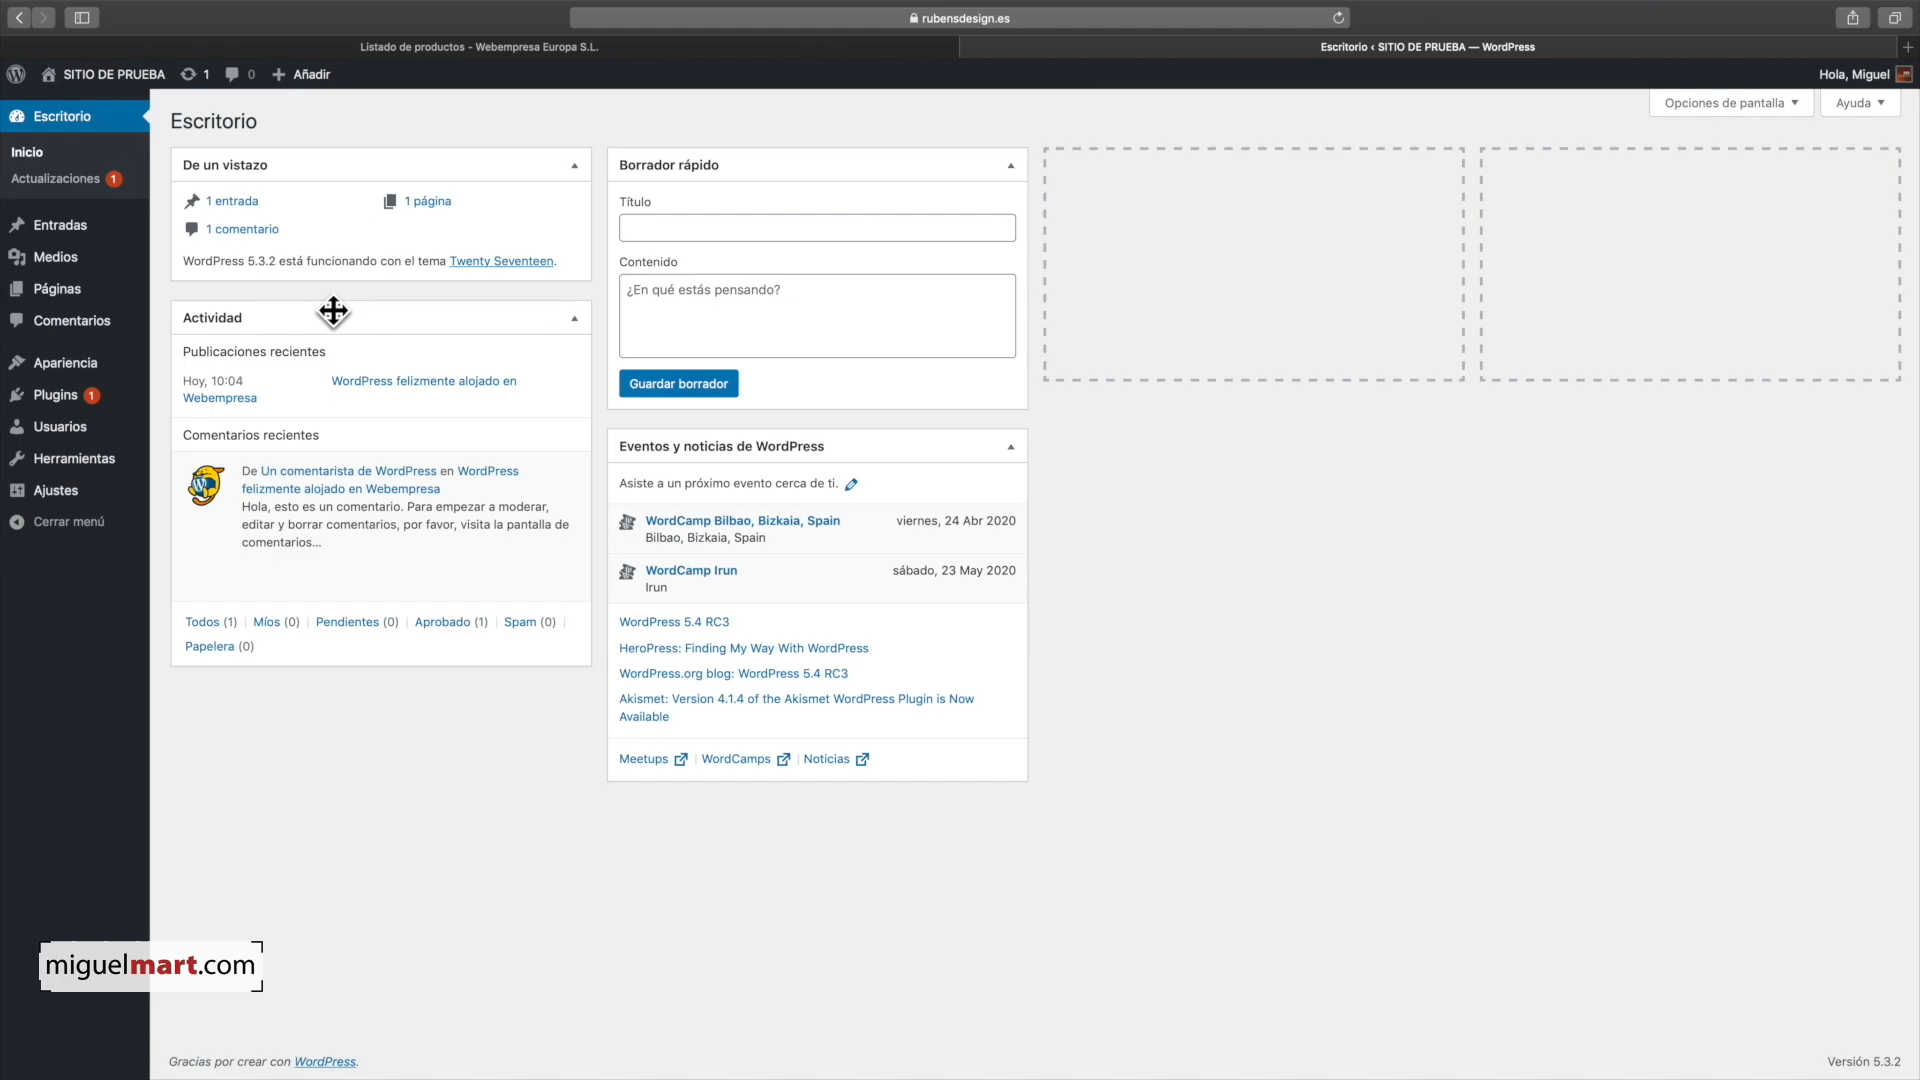 rubensdesign.es
Listado de productos - Webempresa Europa S.L.
Escritorio ‹ SITIO DE PRUEBA — WordPress
SITIO DE PRUEBA 1 0 Añadir
Hola, Miguel
Opciones de pantalla
Ayuda
Escritorio
Inicio
Actualizaciones 1
Entradas
Medios
Páginas
Comentarios
Apariencia
Plugins 1
Usuarios
Herramientas
Ajustes
Cerrar menú
Escritorio
De un vistazo
1 entrada
1 página
1 comentario
WordPress 5.3.2 está funcionando con el tema Twenty Seventeen.
Actividad
Publicaciones recientes
Hoy, 10:04 WordPress felizmente alojado en
Webempresa
Comentarios recientes
De Un comentarista de WordPress en WordPress
felizmente alojado en Webempresa
Hola, esto es un comentario. Para empezar a moderar,
editar y borrar comentarios, por favor, visita la pantalla de
comentarios...
Todos (1) | Míos (0) | Pendientes (0) | Aprobado (1) | Spam (0) |
Papelera (0)
Borrador rápido
Título
Contenido
¿En qué estás pensando?
Guardar borrador
Eventos y noticias de WordPress
Asiste a un próximo evento cerca de ti.
WordCamp Bilbao, Bizkaia, Spain viernes, 24 Abr 2020
Bilbao, Bizkaia, Spain
WordCamp Irun sábado, 23 May 2020
Irun
WordPress 5.4 RC3
HeroPress: Finding My Way With WordPress
WordPress.org blog: WordPress 5.4 RC3
Akismet: Version 4.1.4 of the Akismet WordPress Plugin is Now
Available
Meetups | WordCamps | Noticias
miguelmart.com
Gracias por crear con WordPress.
Versión 5.3.2